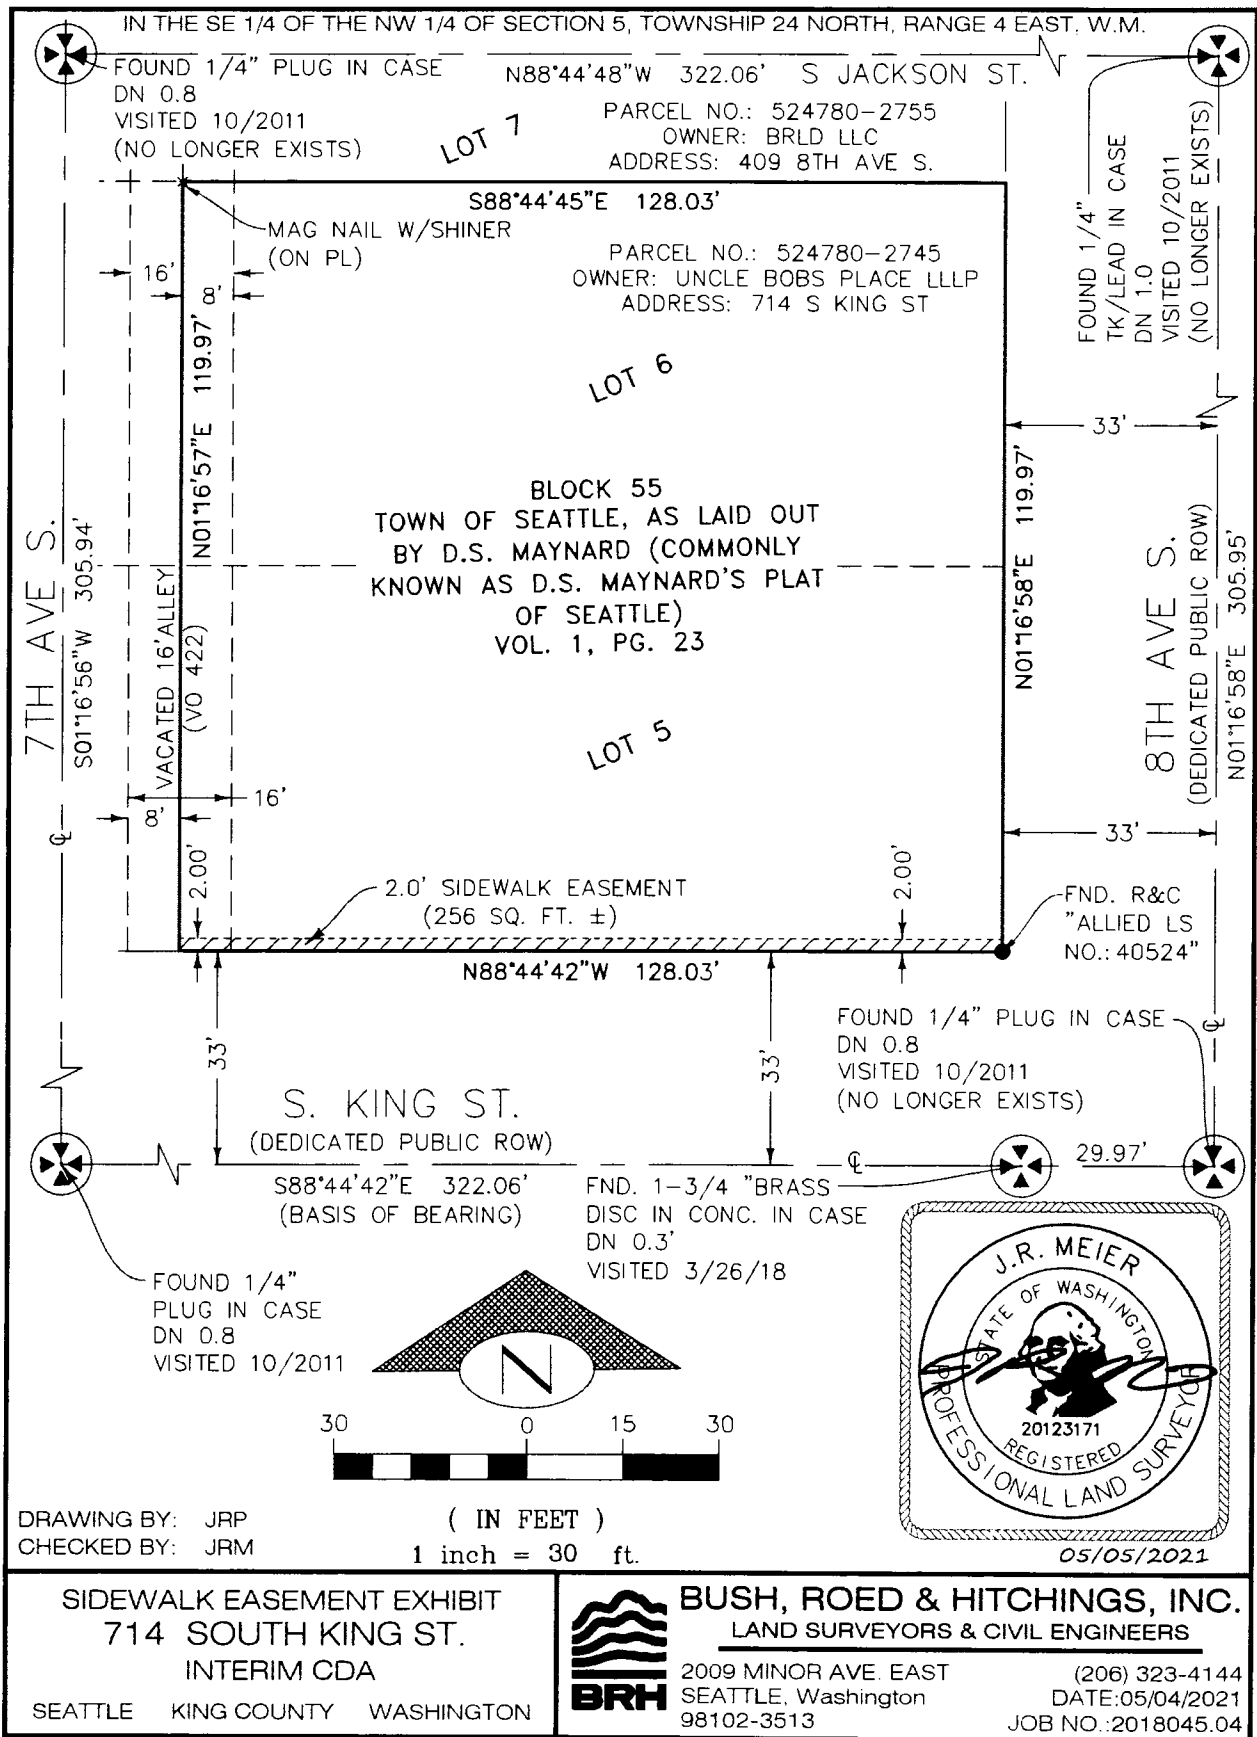 IN THE SE 1/4 OF THE NW 1/4 OF SECTION 5, TOWNSHIP 24 NORTH, RANGE 4 EAST, W.M.
FOUND 1/4" PLUG IN CASE
DN 0.8
VISITED 10/2011
(NO LONGER EXISTS)
N88°44'48"W 322.06' S JACKSON ST.
LOT 7
PARCEL NO.: 524780-2755
OWNER: BRLD LLC
ADDRESS: 409 8TH AVE S.
FOUND 1/4"
TK/LEAD IN CASE
DN 1.0
VISITED 10/2011
(NO LONGER EXISTS)
S88°44'45"E 128.03'
MAG NAIL W/SHINER
(ON PL)
PARCEL NO.: 524780-2745
OWNER: UNCLE BOBS PLACE LLLP
ADDRESS: 714 S KING ST
16'
8'
N01°16'57"E 119.97'
LOT 6
33'
BLOCK 55
TOWN OF SEATTLE, AS LAID OUT
BY D.S. MAYNARD (COMMONLY
KNOWN AS D.S. MAYNARD'S PLAT
OF SEATTLE)
VOL. 1, PG. 23
N01°16'58"E 119.97'
7TH AVE S.
S01°16'56"W 305.94'
VACATED 16'ALLEY
(VO 422)
8TH AVE S.
(DEDICATED PUBLIC ROW)
N01°16'58"E 305.95'
LOT 5
16'
8'
33'
2.00'
2.0' SIDEWALK EASEMENT
(256 SQ. FT. ±)
2.00'
FND. R&C
"ALLIED LS
NO.: 40524"
N88°44'42"W 128.03'
33'
33'
FOUND 1/4" PLUG IN CASE
DN 0.8
VISITED 10/2011
(NO LONGER EXISTS)
S. KING ST.
(DEDICATED PUBLIC ROW)
29.97'
S88°44'42"E 322.06'
(BASIS OF BEARING)
FND. 1-3/4 "BRASS
DISC IN CONC. IN CASE
DN 0.3'
VISITED 3/26/18
FOUND 1/4"
PLUG IN CASE
DN 0.8
VISITED 10/2011
N
J.R. MEIER
STATE OF WASHINGTON
20123171
REGISTERED
PROFESSIONAL LAND SURVEYOR
05/05/2021
30 0 15 30
( IN FEET )
1 inch = 30 ft.
DRAWING BY: JRP
CHECKED BY: JRM
SIDEWALK EASEMENT EXHIBIT
714 SOUTH KING ST.
INTERIM CDA
SEATTLE KING COUNTY WASHINGTON
BRH
BUSH, ROED & HITCHINGS, INC.
LAND SURVEYORS & CIVIL ENGINEERS
2009 MINOR AVE. EAST
SEATTLE, Washington
98102-3513
(206) 323-4144
DATE:05/04/2021
JOB NO.:2018045.04